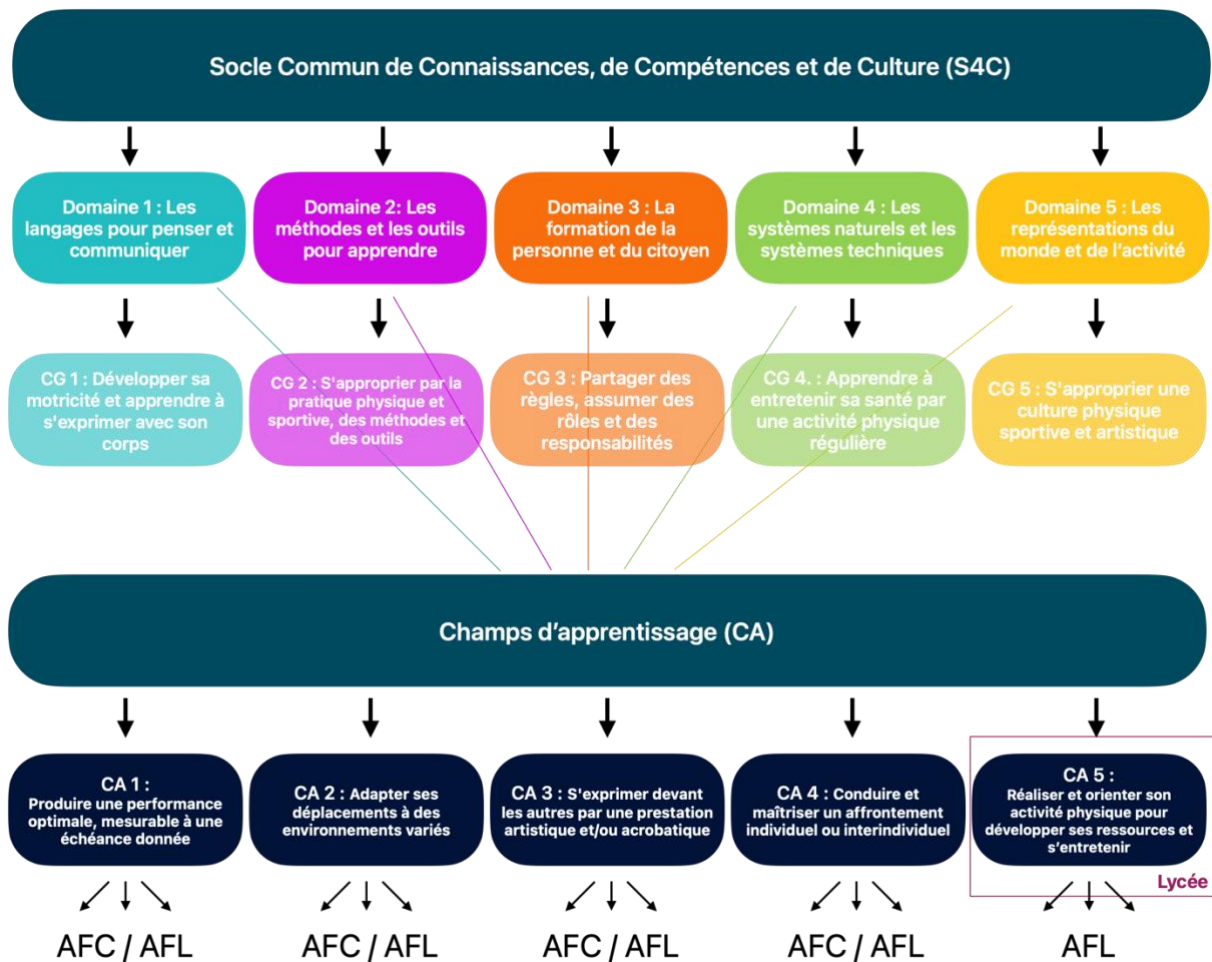 Socle Commun de Connaissances, de Compétences et de Culture (S4C)
Domaine 1 : Les
langages pour penser et
communiquer
Domaine 2: Les
méthodes et les outils
pour apprendre
Domaine 3 : La
formation de la
personne et du citoyen
Domaine 4 : Les
systèmes naturels et les
systèmes techniques
Domaine 5 : Les
représentations du
monde et de l'activité
CG 1 : Développer sa
motricité et apprendre à
s'exprimer avec son
corps
CG 2 : S'approprier par la
pratique physique et
sportive, des méthodes et
des outils
CG 3 : Partager des
règles, assumer des
rôles et des
responsabilités
CG 4. : Apprendre à
entretenir sa santé par
une activité physique
régulière
CG 5 : S'approprier une
culture physique
sportive et artistique
Champs d'apprentissage (CA)
CA 1 :
Produire une performance
optimale, mesurable à une
échéance donnée
CA 2 : Adapter ses
déplacements à des
environnements variés
CA 3 : S'exprimer devant
les autres par une prestation
artistique et/ou acrobatique
CA 4 : Conduire et
maîtriser un affrontement
individuel ou interindividuel
CA 5 :
Réaliser et orienter son
activité physique pour
développer ses ressources et
s'entretenir
Lycée
AFC / AFL
AFC / AFL
AFC / AFL
AFC / AFL
AFL